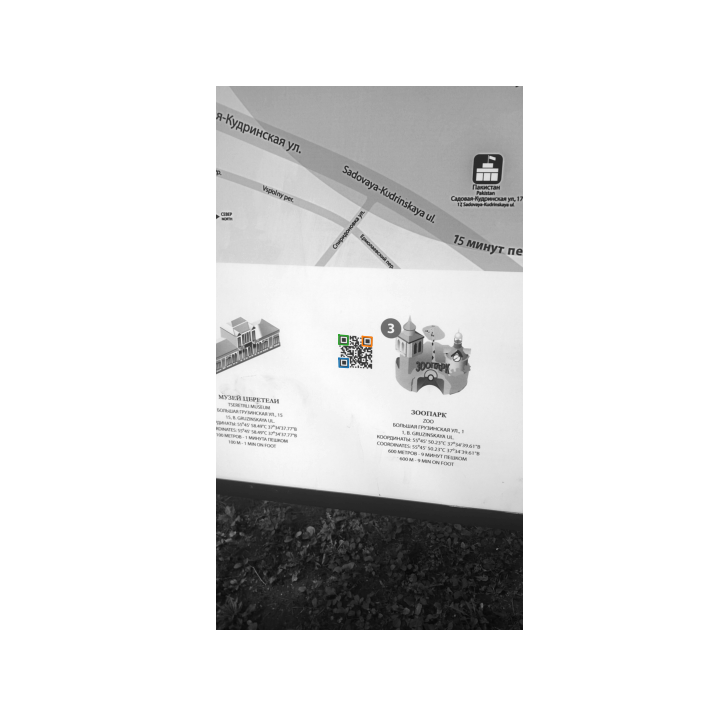 я-Кудринская ул.
Sadovaya-Kudrinskaya ul.
Vspolny per.
СЕВЕР
NORTH
Спиридоновка ул.
Ермолаевский пер.
Пакистан
Pakistan
Садовая-Кудринская ул, 17
17, Sadovaya-Kudrinskaya ul.
15 минут пе
МУЗЕЙ ЦЕРЕТЕЛИ
TSERETELI MUSEUM
БОЛЬШАЯ ГРУЗИНСКАЯ УЛ., 15
15, B. GRUZINSKAYA UL.
ДИНАТЫ: 55°45' 58.49"С 37°34'37.77"В
RDINATES: 55°45' 58.49"C 37°34'37.77"B
100 МЕТРОВ - 1 МИНУТА ПЕШКОМ
100 M - 1 MIN ON FOOT
3
ЗООПАРК
ЗООПАРК
ZOO
БОЛЬШАЯ ГРУЗИНСКАЯ УЛ., 1
1, B. GRUZINSKAYA UL.
КООРДИНАТЫ: 55°45' 50.23"С 37°34'39.61"В
COORDINATES: 55°45' 50.23"C 37°34'39.61"B
600 МЕТРОВ - 9 МИНУТ ПЕШКОМ
600 M - 9 MIN ON FOOT